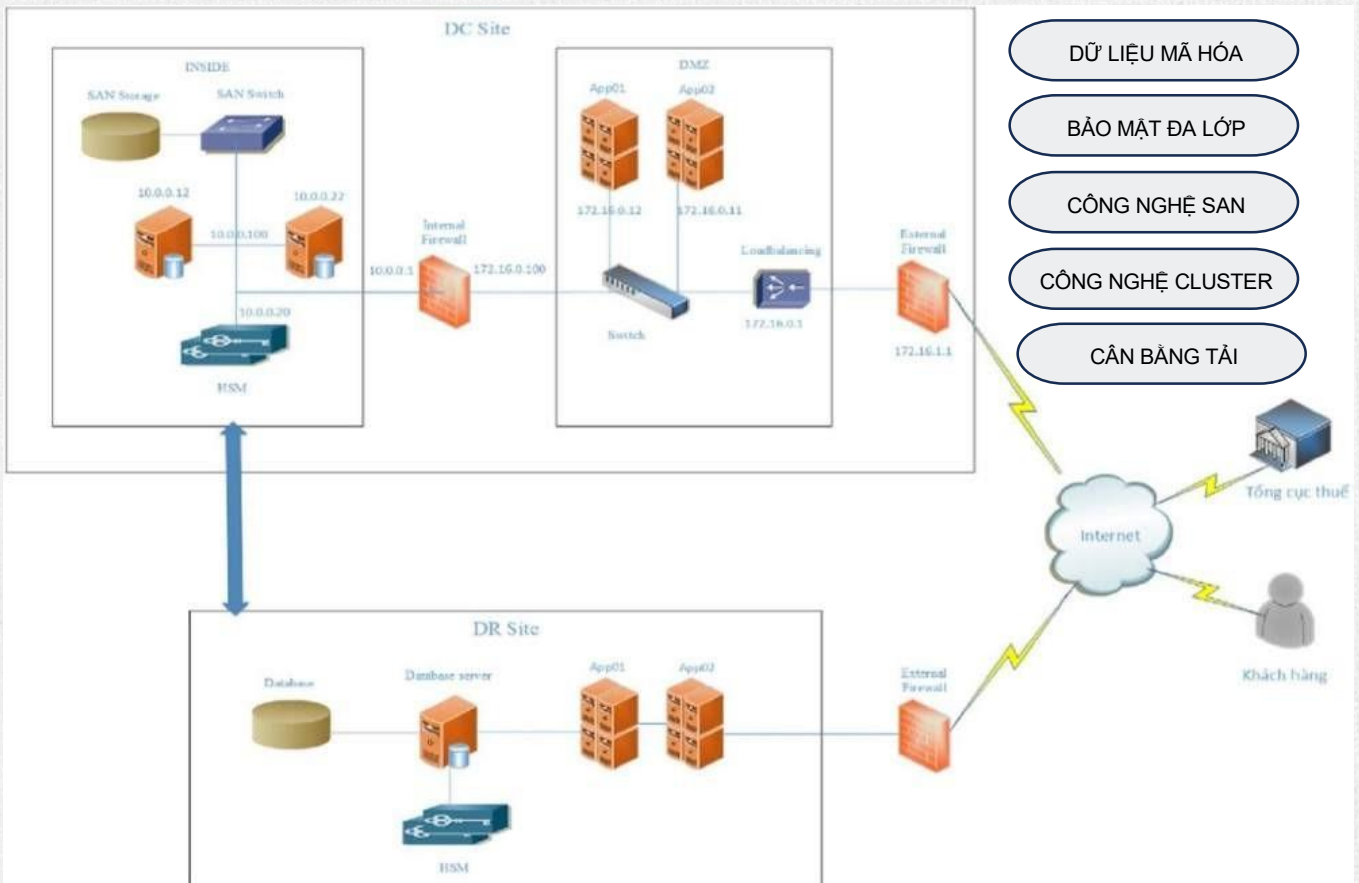 DC Site
INSIDE
SAN Storage
SAN Switch
10.0.0.12
10.0.0.22
10.0.0.100
10.0.0.20
HSM
Internal
Firewall
10.0.0.1
172.16.0.100
DMZ
App01
App02
172.16.0.12
172.16.0.11
Switch
Loadbalancing
172.16.0.1
External
Firewall
172.16.1.1
DỮ LIỆU MÃ HÓA
BẢO MẬT ĐA LỚP
CÔNG NGHỆ SAN
CÔNG NGHỆ CLUSTER
CÂN BẰNG TẢI
Tổng cục thuế
Internet
Khách hàng
DR Site
Database
Database server
App01
App02
HSM
External
Firewall